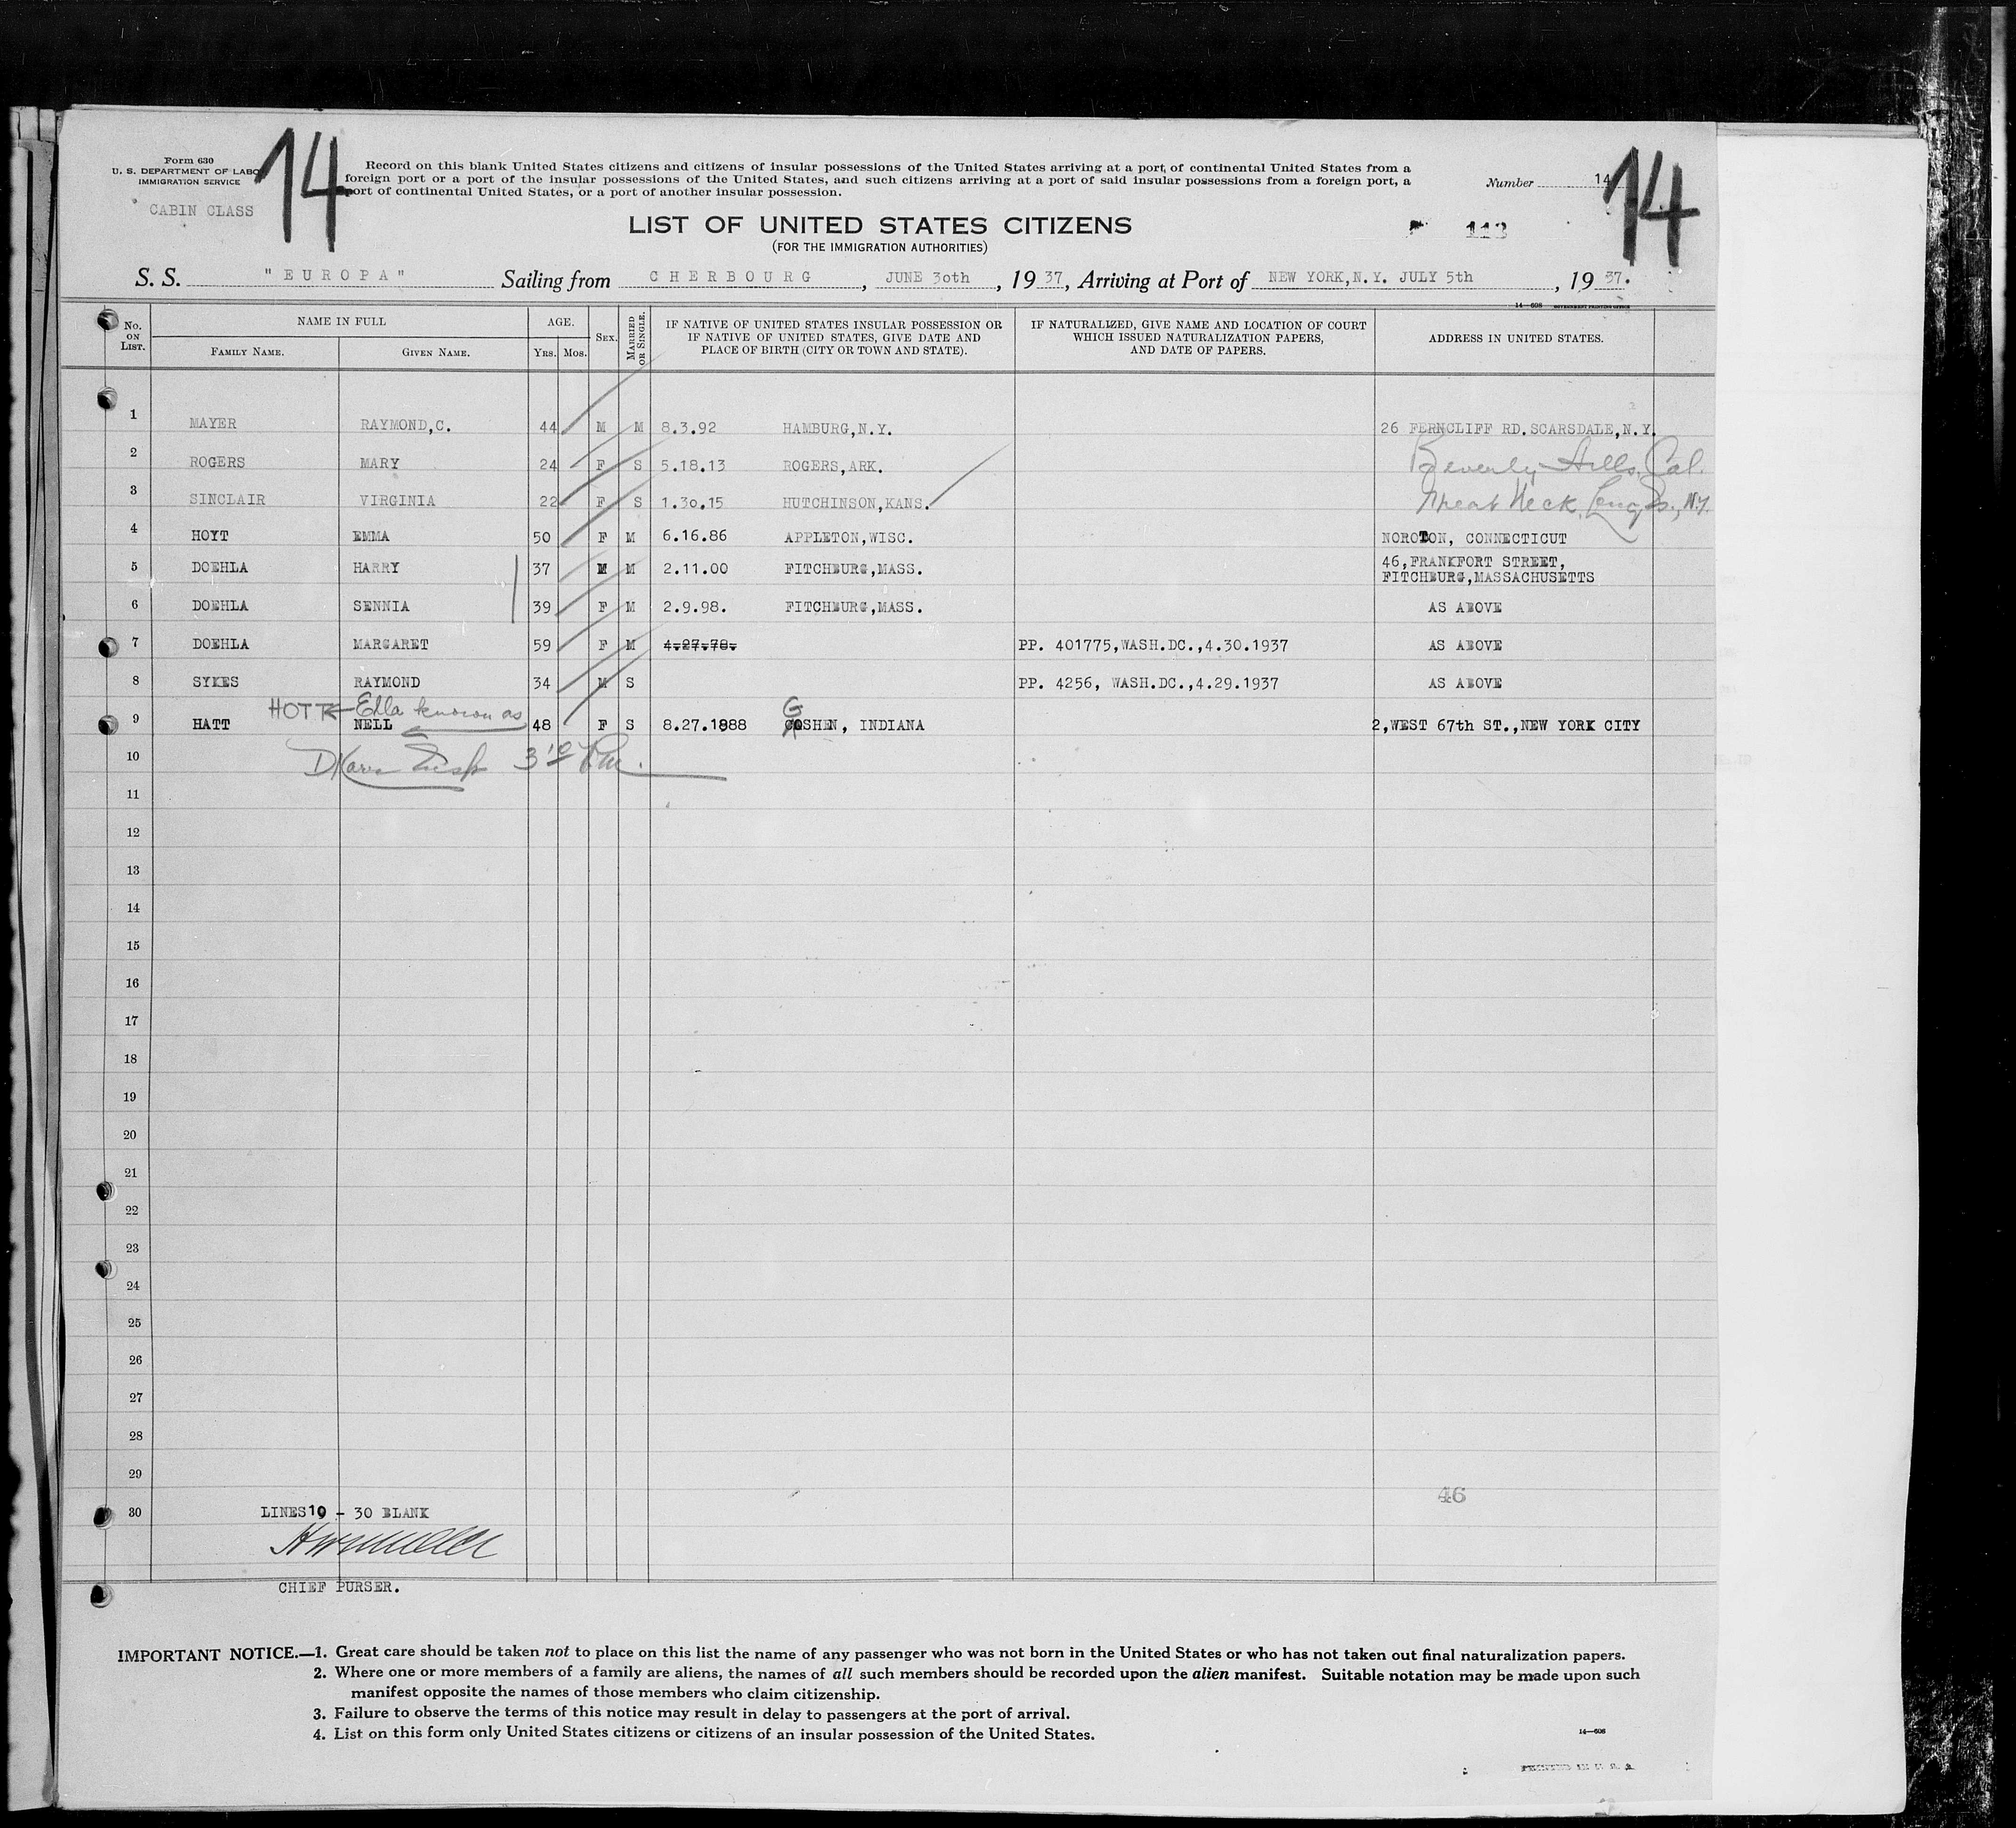 Form 630
U. S. DEPARTMENT OF LABO
IMMIGRATION SERVICE
CABIN CLASS
14
Record on this blank United States citizens and citizens of insular possessions of the United States arriving at a port of continental United States from a
foreign port or a port of the insular possessions of the United States, and such citizens arriving at a port of said insular possessions from a foreign port, a
port of continental United States, or a port of another insular possession.
Number 14
14
LIST OF UNITED STATES CITIZENS
(FOR THE IMMIGRATION AUTHORITIES)
113
S. S. "EUROPA" Sailing from CHERBOURG, JUNE 30th, 1937, Arriving at Port of NEW YORK,N.Y. JULY 5th, 1937.
14—608 GOVERNMENT PRINTING OFFICE
No. ON LIST. NAME IN FULL AGE. SEX. MARRIED OR SINGLE. IF NATIVE OF UNITED STATES INSULAR POSSESSION OR IF NATIVE OF UNITED STATES, GIVE DATE AND PLACE OF BIRTH (CITY OR TOWN AND STATE). IF NATURALIZED, GIVE NAME AND LOCATION OF COURT WHICH ISSUED NATURALIZATION PAPERS, AND DATE OF PAPERS. ADDRESS IN UNITED STATES.
FAMILY NAME. GIVEN NAME. YRS. MOS.
1 MAYER RAYMOND,C. 44 M M 8.3.92 HAMBURG,N.Y. 26 FERNCLIFF RD.SCARSDALE,N.Y.
2 ROGERS MARY 24 F S 5.18.13 ROGERS,ARK. Beverly Hills, Cal.
3 SINCLAIR VIRGINIA 22 F S 1.30.15 HUTCHINSON,KANS. Great Neck, Long Is., N.Y.
4 HOYT EMMA 50 F M 6.16.86 APPLETON,WISC. NOROTON, CONNECTICUT
5 DOEHLA HARRY 37 M M 2.11.00 FITCHBURG,MASS. 46,FRANKFORT STREET,
FITCHBURG,MASSACHUSETTS
6 DOEHLA SENNIA 39 F M 2.9.98. FITCHBURG,MASS. AS ABOVE
7 DOEHLA MARGARET 59 F M 4.27.78. PP. 401775,WASH.DC.,4.30.1937 AS ABOVE
8 SYKES RAYMOND 34 M S PP. 4256, WASH.DC.,4.29.1937 AS ABOVE
HOTT Ella known as
9 HATT NELL 48 F S 8.27.1888 GOSHEN, INDIANA 2,WEST 67th ST.,NEW YORK CITY
10
11
12
13
14
15
16
17
18
19
20
21
22
23
24
25
26
27
28
29
46
30 LINES 10 - 30 BLANK
CHIEF PURSER.
IMPORTANT NOTICE.—1. Great care should be taken not to place on this list the name of any passenger who was not born in the United States or who has not taken out final naturalization papers.
2. Where one or more members of a family are aliens, the names of all such members should be recorded upon the alien manifest. Suitable notation may be made upon such
manifest opposite the names of those members who claim citizenship.
3. Failure to observe the terms of this notice may result in delay to passengers at the port of arrival.
4. List on this form only United States citizens or citizens of an insular possession of the United States.
14—608
PRINTED IN U. S. A.